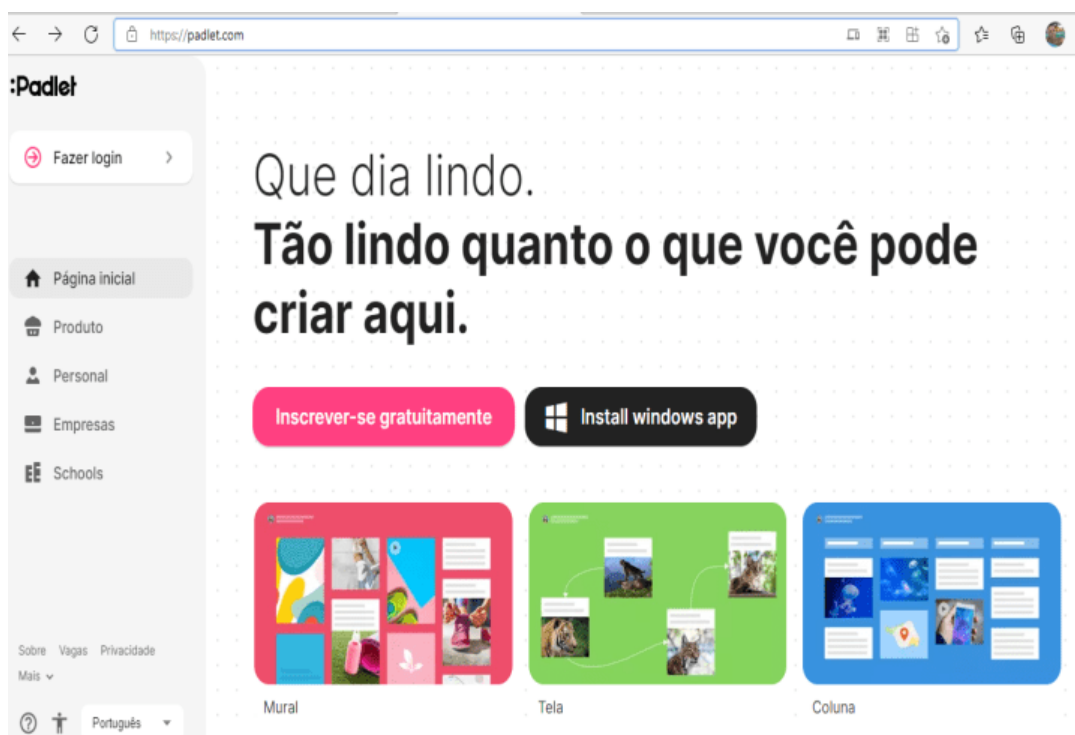 https://padlet.com
:Padlet
Fazer login
Página inicial
Produto
Personal
Empresas
Schools
Sobre Vagas Privacidade
Mais
Português
Que dia lindo.
Tão lindo quanto o que você pode
criar aqui.
Inscrever-se gratuitamente
Install windows app
Mural
Tela
Coluna